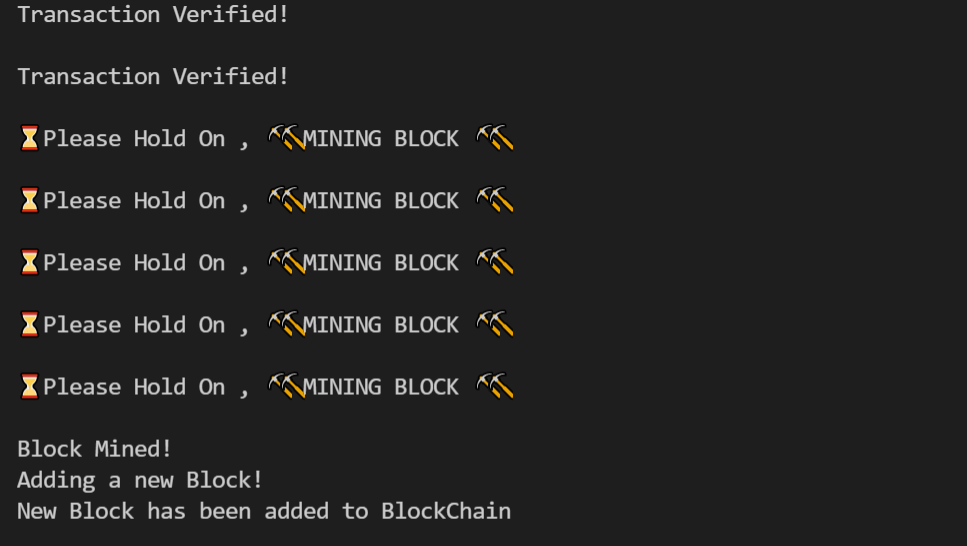 Transaction Verified!
Transaction Verified!
⏳Please Hold On , ⛏⛏MINING BLOCK ⛏⛏
⏳Please Hold On , ⛏⛏MINING BLOCK ⛏⛏
⏳Please Hold On , ⛏⛏MINING BLOCK ⛏⛏
⏳Please Hold On , ⛏⛏MINING BLOCK ⛏⛏
⏳Please Hold On , ⛏⛏MINING BLOCK ⛏⛏
Block Mined!
Adding a new Block!
New Block has been added to BlockChain